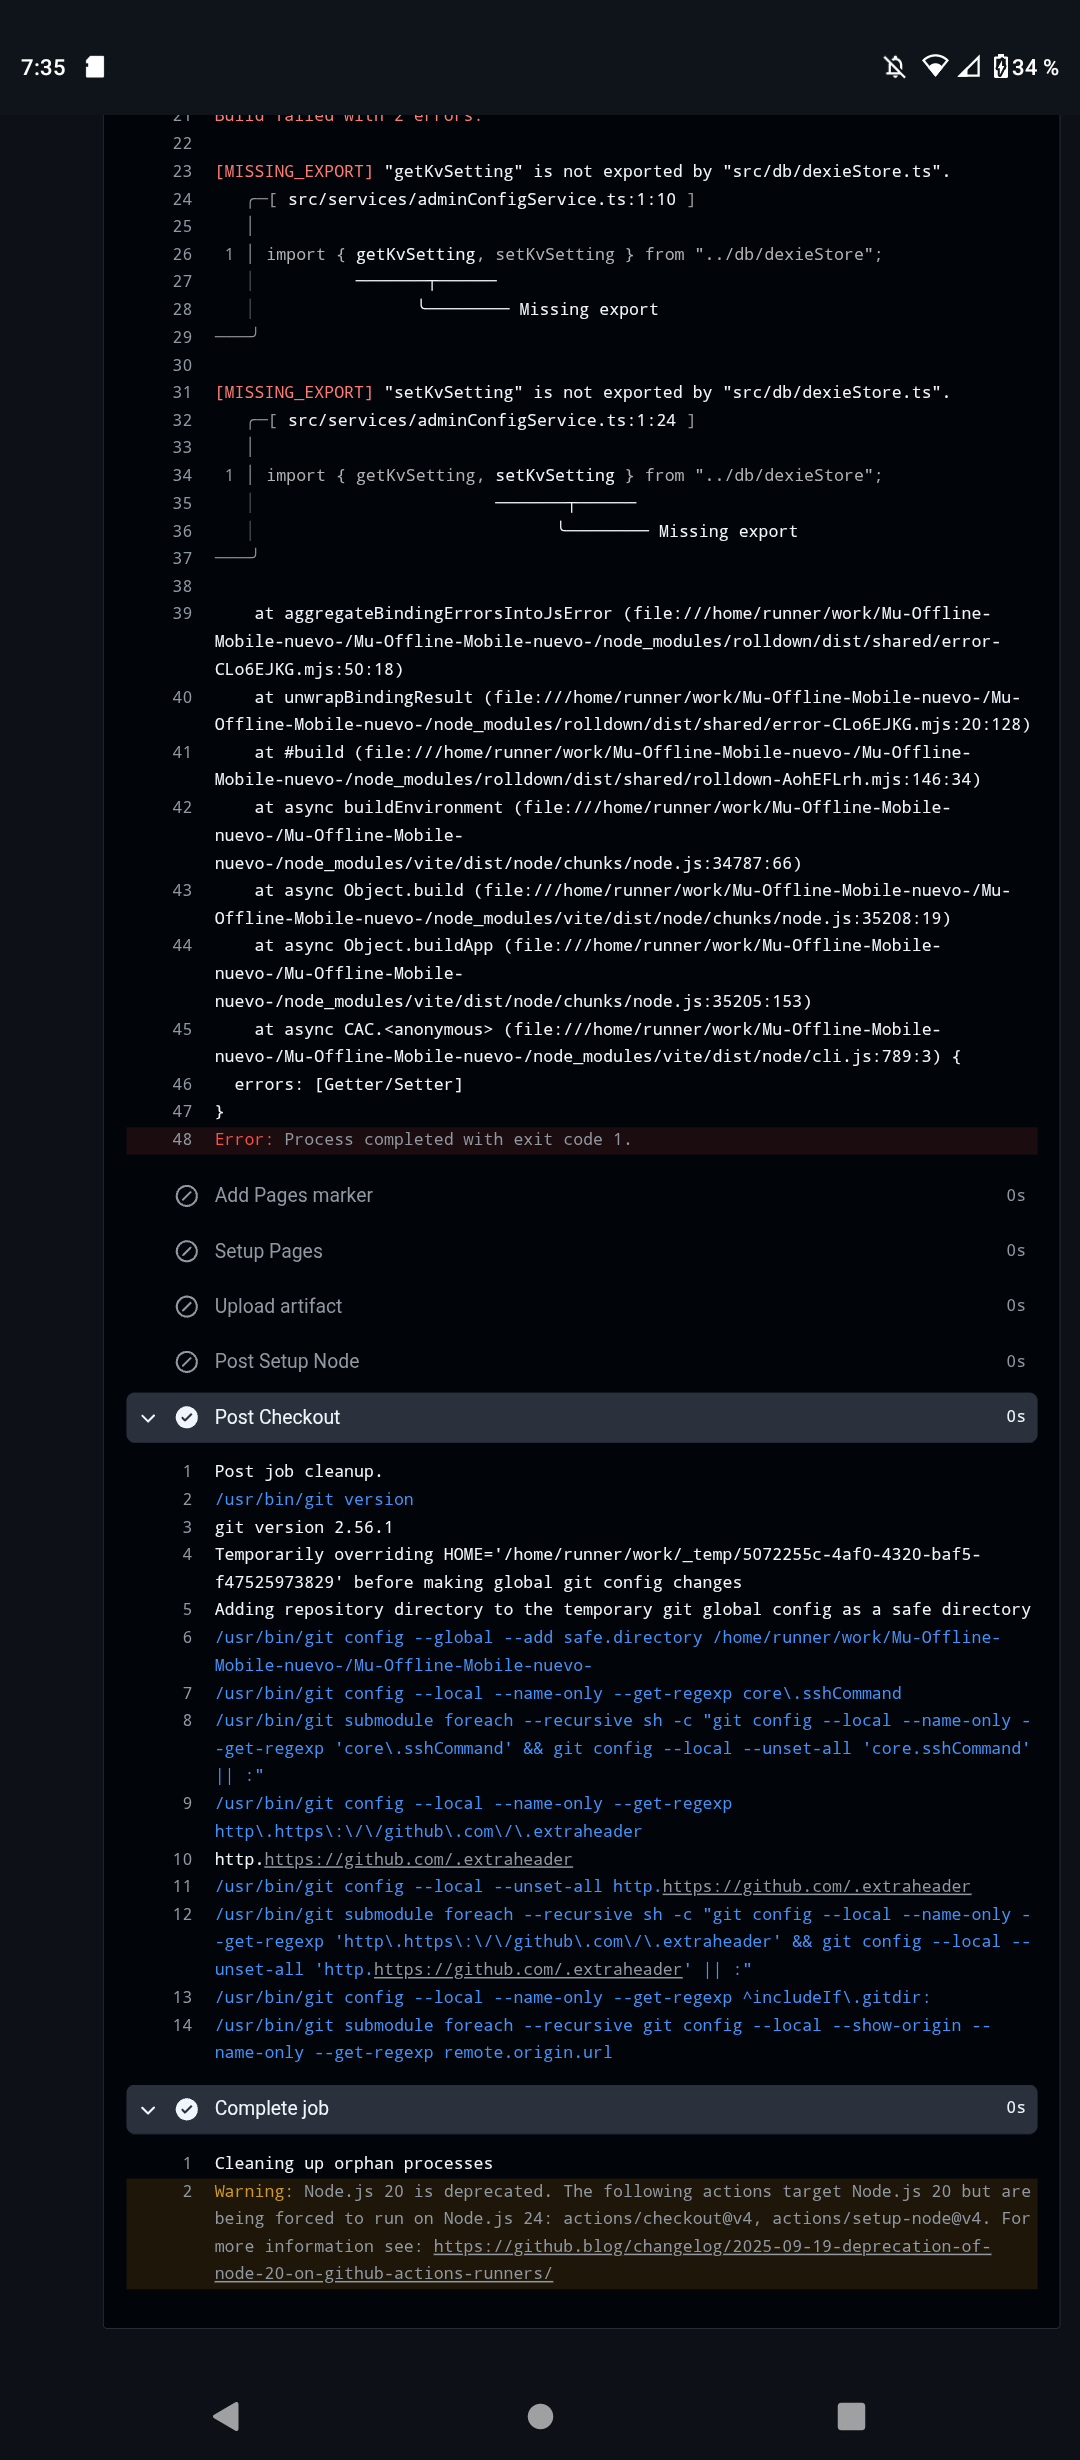 7:35 34 %
21 Build failed with 2 errors:
22
23 [MISSING_EXPORT] "getKvSetting" is not exported by "src/db/dexieStore.ts".
24 ╭─[ src/services/adminConfigService.ts:1:10 ]
25 │
26 1 │ import { getKvSetting, setKvSetting } from "../db/dexieStore";
27 │ ──────┬──────
28 │ ╰──────── Missing export
29 ────╯
30
31 [MISSING_EXPORT] "setKvSetting" is not exported by "src/db/dexieStore.ts".
32 ╭─[ src/services/adminConfigService.ts:1:24 ]
33 │
34 1 │ import { getKvSetting, setKvSetting } from "../db/dexieStore";
35 │ ──────┬──────
36 │ ╰──────── Missing export
37 ────╯
38
39 at aggregateBindingErrorsIntoJsError (file:///home/runner/work/Mu-Offline-
Mobile-nuevo-/Mu-Offline-Mobile-nuevo-/node_modules/rolldown/dist/shared/error-
CLo6EJKG.mjs:50:18)
40 at unwrapBindingResult (file:///home/runner/work/Mu-Offline-Mobile-nuevo-/Mu-
Offline-Mobile-nuevo-/node_modules/rolldown/dist/shared/error-CLo6EJKG.mjs:20:128)
41 at #build (file:///home/runner/work/Mu-Offline-Mobile-nuevo-/Mu-Offline-
Mobile-nuevo-/node_modules/rolldown/dist/shared/rolldown-AohEFLrh.mjs:146:34)
42 at async buildEnvironment (file:///home/runner/work/Mu-Offline-Mobile-
nuevo-/Mu-Offline-Mobile-
nuevo-/node_modules/vite/dist/node/chunks/node.js:34787:66)
43 at async Object.build (file:///home/runner/work/Mu-Offline-Mobile-nuevo-/Mu-
Offline-Mobile-nuevo-/node_modules/vite/dist/node/chunks/node.js:35208:19)
44 at async Object.buildApp (file:///home/runner/work/Mu-Offline-Mobile-
nuevo-/Mu-Offline-Mobile-
nuevo-/node_modules/vite/dist/node/chunks/node.js:35205:153)
45 at async CAC.<anonymous> (file:///home/runner/work/Mu-Offline-Mobile-
nuevo-/Mu-Offline-Mobile-nuevo-/node_modules/vite/dist/node/cli.js:789:3) {
46 errors: [Getter/Setter]
47 }
48 Error: Process completed with exit code 1.
Add Pages marker 0s
Setup Pages 0s
Upload artifact 0s
Post Setup Node 0s
Post Checkout 0s
1 Post job cleanup.
2 /usr/bin/git version
3 git version 2.56.1
4 Temporarily overriding HOME='/home/runner/work/_temp/5072255c-4af0-4320-baf5-
f47525973829' before making global git config changes
5 Adding repository directory to the temporary git global config as a safe directory
6 /usr/bin/git config --global --add safe.directory /home/runner/work/Mu-Offline-
Mobile-nuevo-/Mu-Offline-Mobile-nuevo-
7 /usr/bin/git config --local --name-only --get-regexp core\.sshCommand
8 /usr/bin/git submodule foreach --recursive sh -c "git config --local --name-only -
-get-regexp 'core\.sshCommand' && git config --local --unset-all 'core.sshCommand'
|| :"
9 /usr/bin/git config --local --name-only --get-regexp
http\.https\:\/\/github\.com\/\.extraheader
10 http.https://github.com/.extraheader
11 /usr/bin/git config --local --unset-all http.https://github.com/.extraheader
12 /usr/bin/git submodule foreach --recursive sh -c "git config --local --name-only -
-get-regexp 'http\.https\:\/\/github\.com\/\.extraheader' && git config --local --
unset-all 'http.https://github.com/.extraheader' || :"
13 /usr/bin/git config --local --name-only --get-regexp ^includeIf\.gitdir:
14 /usr/bin/git submodule foreach --recursive git config --local --show-origin --
name-only --get-regexp remote.origin.url
Complete job 0s
1 Cleaning up orphan processes
2 Warning: Node.js 20 is deprecated. The following actions target Node.js 20 but are
being forced to run on Node.js 24: actions/checkout@v4, actions/setup-node@v4. For
more information see: https://github.blog/changelog/2025-09-19-deprecation-of-
node-20-on-github-actions-runners/